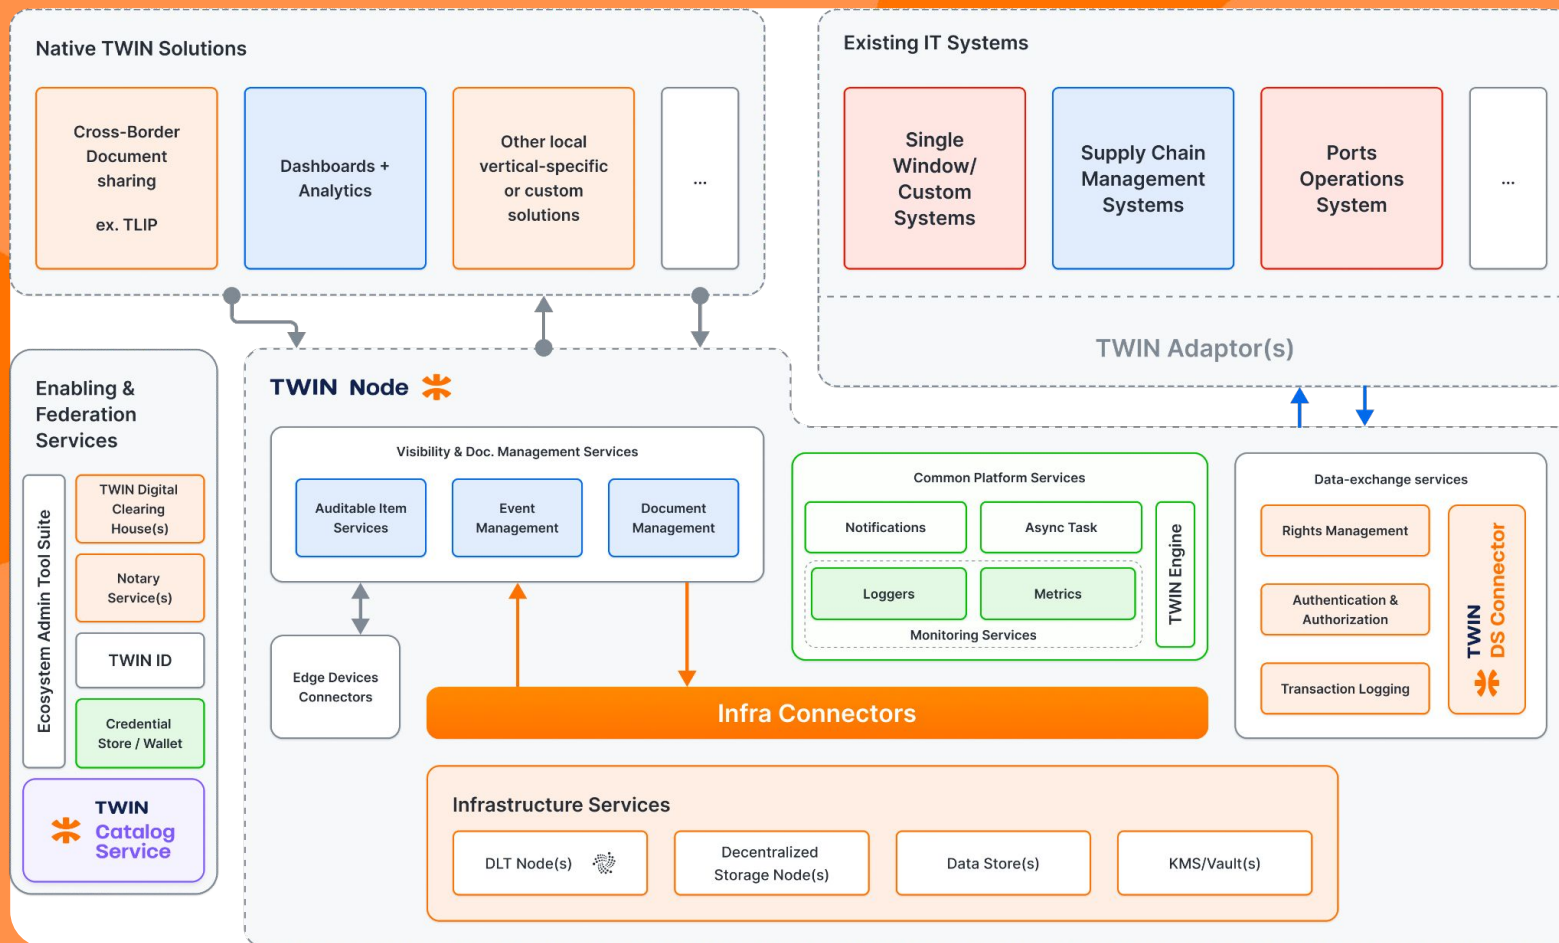 Native TWIN Solutions
Cross-Border
Document
sharing
ex. TLIP
Dashboards +
Analytics
Other local
vertical-specific
or custom
solutions
...
Existing IT Systems
Single
Window/
Custom
Systems
Supply Chain
Management
Systems
Ports
Operations
System
...
TWIN Adaptor(s)
Enabling &
Federation
Services
Ecosystem Admin Tool Suite
TWIN Digital
Clearing
House(s)
Notary
Service(s)
TWIN ID
Credential
Store / Wallet
TWIN
Catalog
Service
TWIN Node
Visibility & Doc. Management Services
Auditable Item
Services
Event
Management
Document
Management
Edge Devices
Connectors
Common Platform Services
Notifications
Async Task
Loggers
Metrics
Monitoring Services
TWIN Engine
Data-exchange services
Rights Management
Authentication &
Authorization
Transaction Logging
TWIN
DS Connector
Infra Connectors
Infrastructure Services
DLT Node(s)
Decentralized
Storage Node(s)
Data Store(s)
KMS/Vault(s)